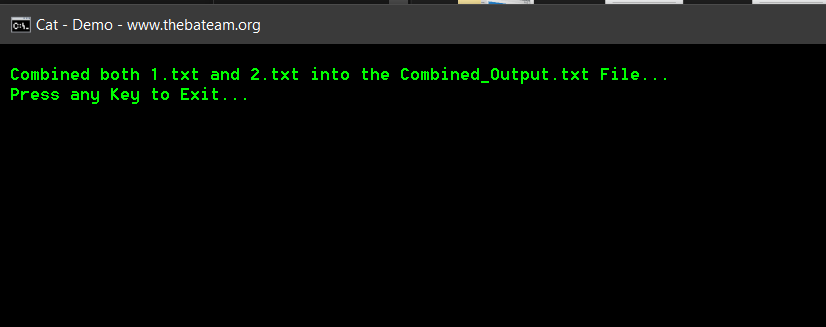 Cat - Demo - www.thebateam.org
Combined both 1.txt and 2.txt into the Combined_Output.txt File...
Press any Key to Exit...